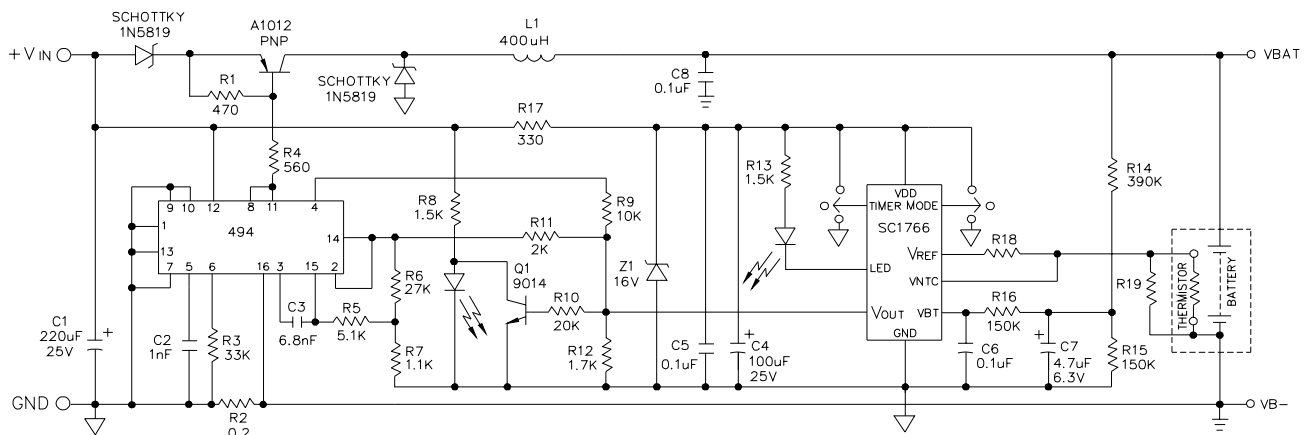 SCHOTTKY
1N5819
A1012
PNP
L1
400uH
+VIN
VBAT
R1
470
SCHOTTKY
1N5819
C8
0.1uF
R17
330
R4
560
R13
1.5K
R14
390K
9 10 12 8 11 4
1
13
7 5 6 16 3 15 2
14
494
R8
1.5K
R9
10K
R11
2K
VDD
TIMER MODE
SC1766
VREF
LED
VNTC
VOUT VBT
GND
R18
R19
THERMISTOR
BATTERY
Q1
9014
Z1
16V
R6
27K
C3
6.8nF
R5
5.1K
R10
20K
R16
150K
C1
220uF
25V
+
C2
1nF
R3
33K
R7
1.1K
R12
1.7K
C5
0.1uF
+
C4
100uF
25V
C6
0.1uF
+
C7
4.7uF
6.3V
R15
150K
GND
R2
0.2
VB-